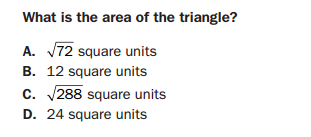 What is the area of the triangle?
A. √72 square units
B. 12 square units
C. √288 square units
D. 24 square units